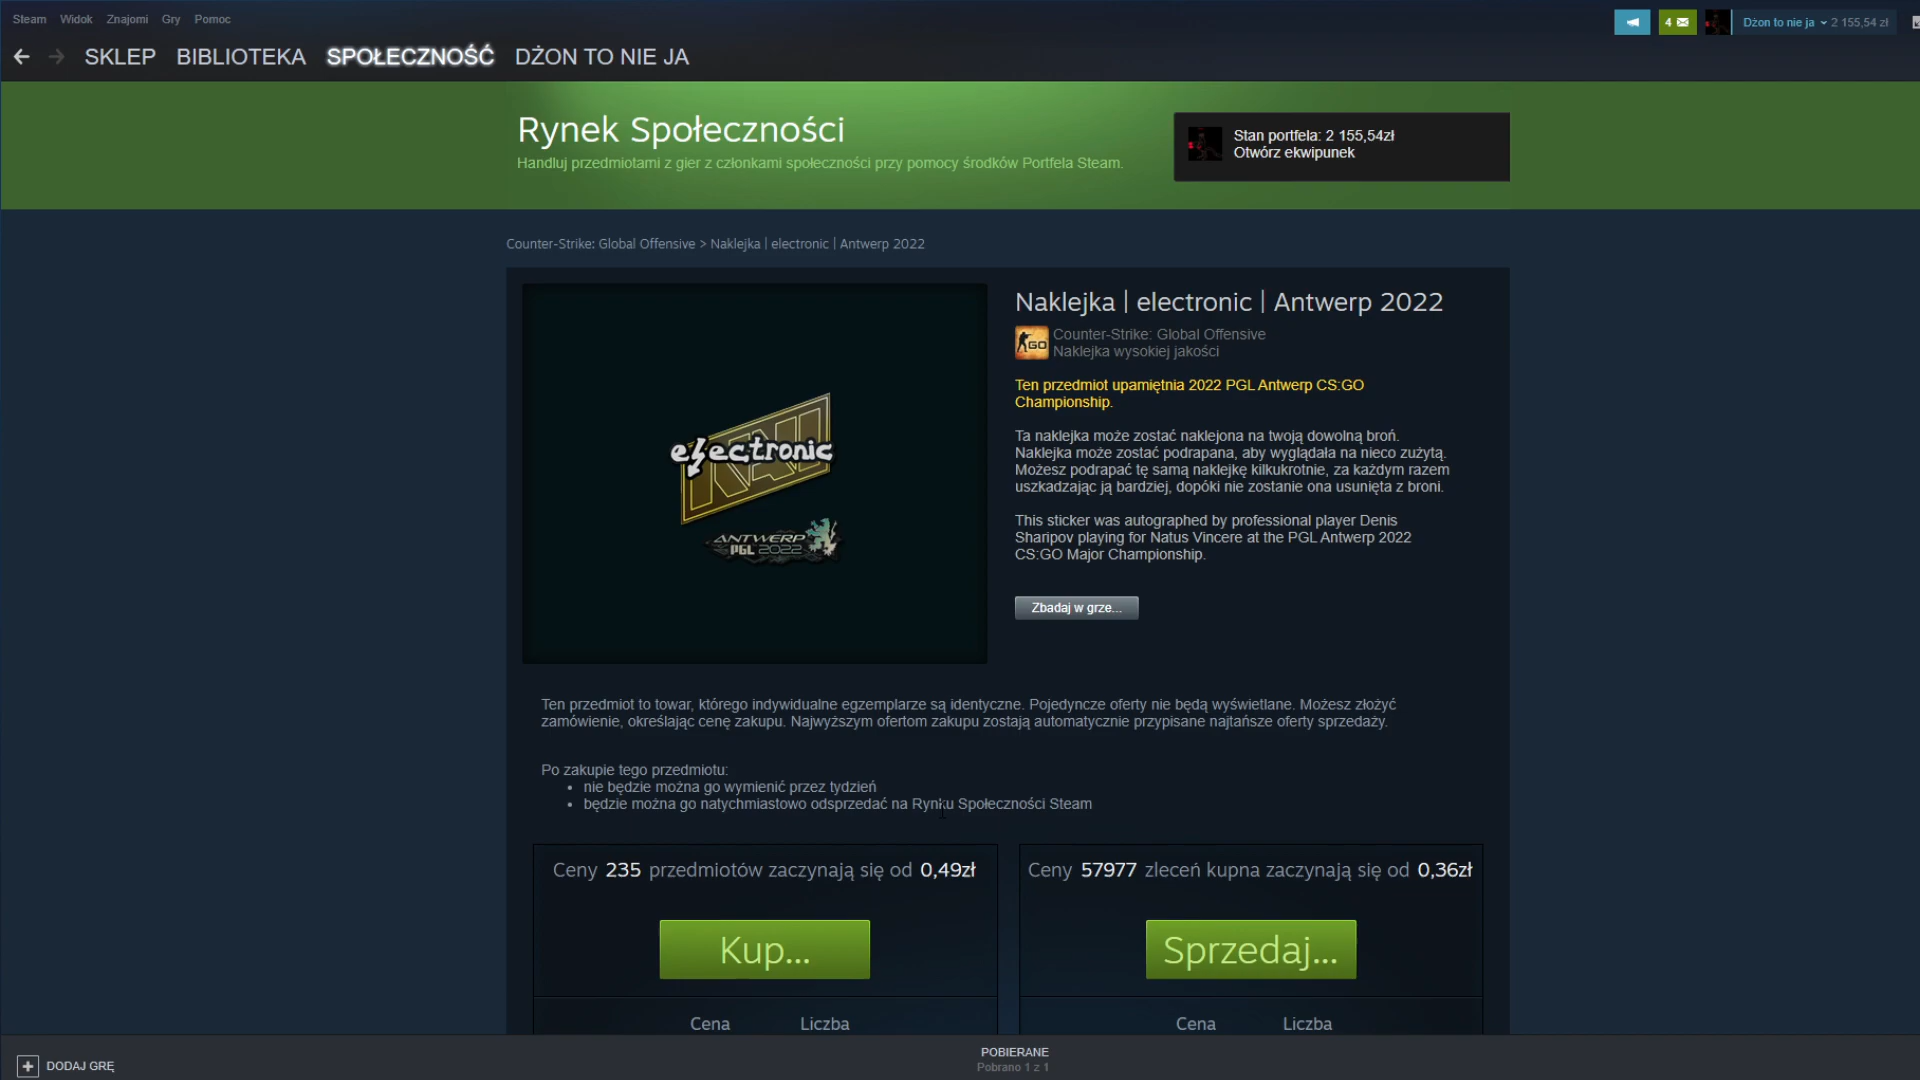 Steam Widok Znajomi Gry Pomoc
4 Dżon to nie ja 2 155,54 zł
SKLEP BIBLIOTEKA SPOŁECZNOŚĆ DŻON TO NIE JA
Rynek Społeczności
Handluj przedmiotami z gier z członkami społeczności przy pomocy środków Portfela Steam.
Stan portfela: 2 155,54zł
Otwórz ekwipunek
Counter-Strike: Global Offensive > Naklejka | electronic | Antwerp 2022
electronic
NAVI
ANTWERP
PGL 2022
Naklejka | electronic | Antwerp 2022
GO
Counter-Strike: Global Offensive
Naklejka wysokiej jakości
Ten przedmiot upamiętnia 2022 PGL Antwerp CS:GO
Championship.
Ta naklejka może zostać naklejona na twoją dowolną broń.
Naklejka może zostać podrapana, aby wyglądała na nieco zużytą.
Możesz podrapać tę samą naklejkę kilkukrotnie, za każdym razem
uszkadzając ją bardziej, dopóki nie zostanie ona usunięta z broni.
This sticker was autographed by professional player Denis
Sharipov playing for Natus Vincere at the PGL Antwerp 2022
CS:GO Major Championship.
Zbadaj w grze...
Ten przedmiot to towar, którego indywidualne egzemplarze są identyczne. Pojedyncze oferty nie będą wyświetlane. Możesz złożyć
zamówienie, określając cenę zakupu. Najwyższym ofertom zakupu zostają automatycznie przypisane najtańsze oferty sprzedaży.
Po zakupie tego przedmiotu:
• nie będzie można go wymienić przez tydzień
• będzie można go natychmiastowo odsprzedać na Rynku Społeczności Steam
Ceny 235 przedmiotów zaczynają się od 0,49zł
Kup...
Cena Liczba
Ceny 57977 zleceń kupna zaczynają się od 0,36zł
Sprzedaj...
Cena Liczba
DODAJ GRĘ
POBIERANE
Pobrano 1 z 1